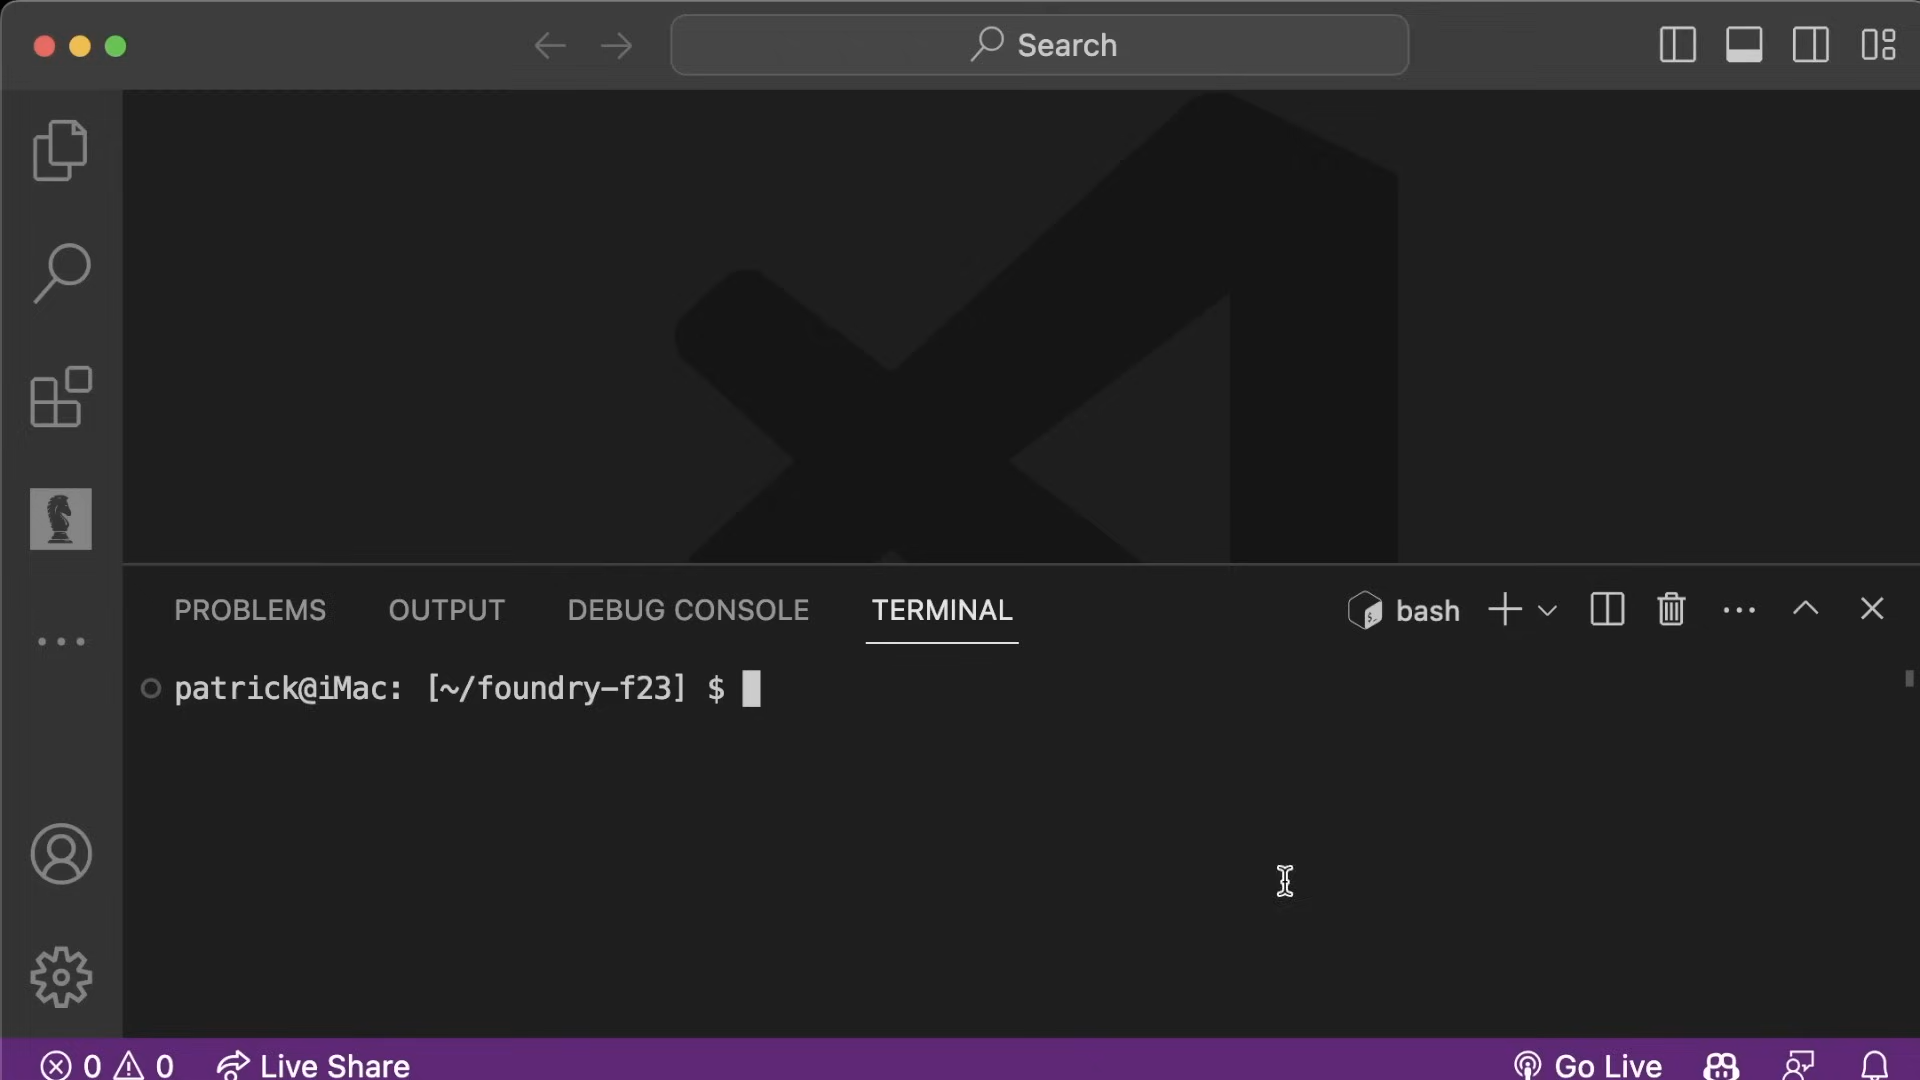 Search
PROBLEMS OUTPUT DEBUG CONSOLE TERMINAL bash
patrick@iMac: [~/foundry-f23] $
0 0 Live Share Go Live